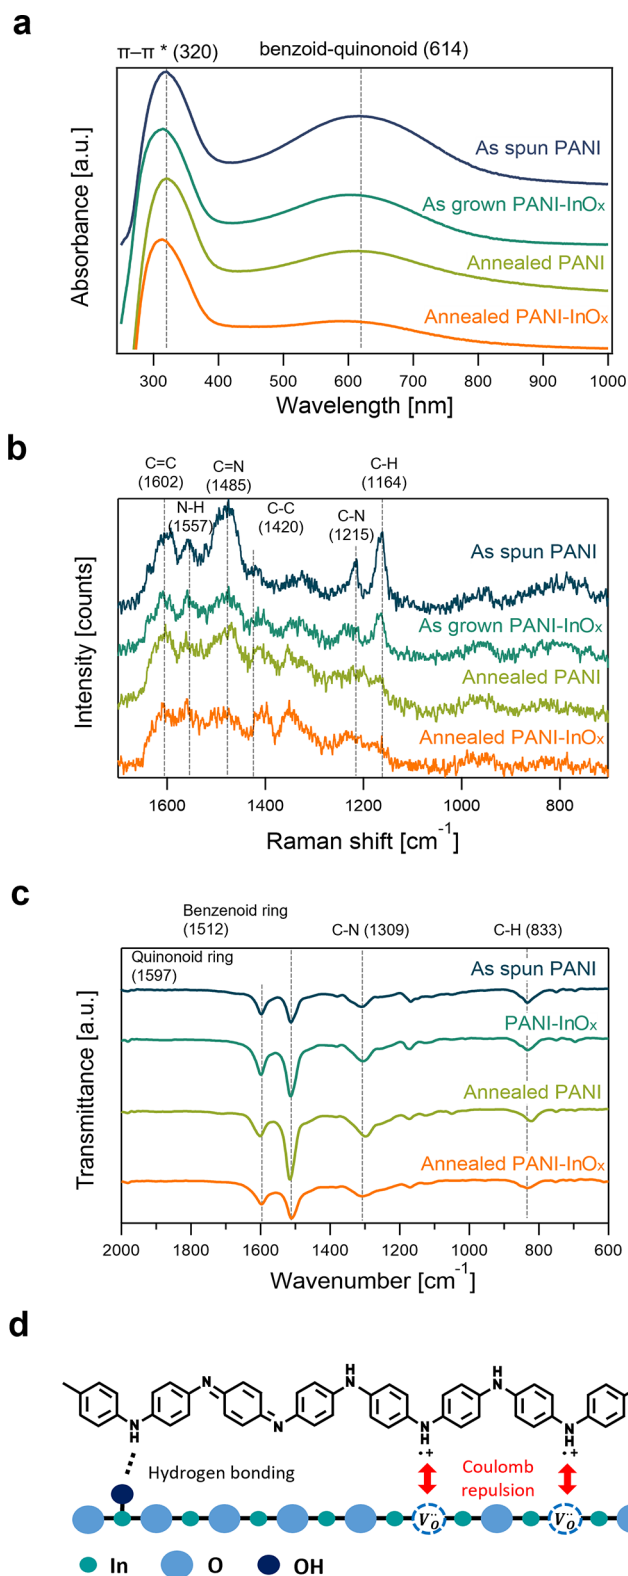 a
π–π * (320) benzoid-quinonoid (614)
Absorbance [a.u.]
As spun PANI
As grown PANI-InOx
Annealed PANI
Annealed PANI-InOx
300 400 500 600 700 800 900 1000
Wavelength [nm]
b
C=C
(1602)
N-H
(1557)
C=N
(1485)
C-C
(1420)
C-N
(1215)
C-H
(1164)
Intensity [counts]
As spun PANI
As grown PANI-InOx
Annealed PANI
Annealed PANI-InOx
1600 1400 1200 1000 800
Raman shift [cm-1]
c
Benzenoid ring
(1512)
C-N (1309)
C-H (833)
Quinonoid ring
(1597)
Transmittance [a.u.]
As spun PANI
PANI-InOx
Annealed PANI
Annealed PANI-InOx
2000 1800 1600 1400 1200 1000 800 600
Wavenumber [cm-1]
d
N
H
N
N
H
N
N
H
·+
H
N
N
H
·+
Hydrogen bonding
Coulomb
repulsion
V̈o
V̈o
In O OH